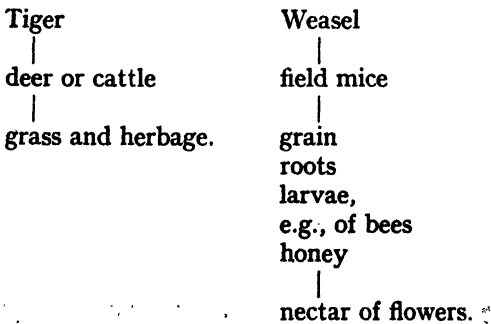 Tiger
deer or cattle
grass and herbage.
Weasel
field mice
grain
roots
larvae,
e.g., of bees
honey
nectar of flowers.